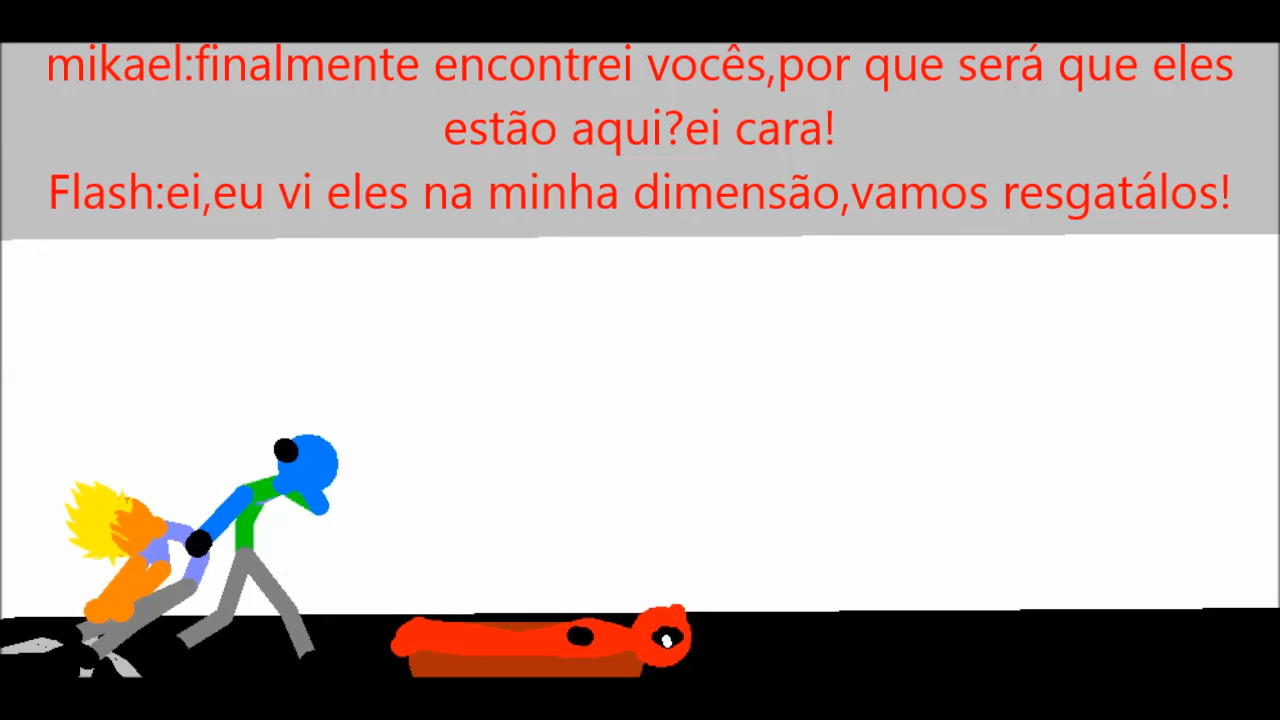 mikael:finalmente encontrei vocês,por que será que eles
estão aqui?ei cara!
Flash:ei,eu vi eles na minha dimensão,vamos resgatálos!